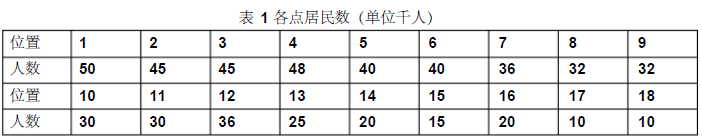 表 1 各点居民数（单位千人）
位置 1 2 3 4 5 6 7 8 9
人数 50 45 45 48 40 40 36 32 32
位置 10 11 12 13 14 15 16 17 18
人数 30 30 36 25 20 15 20 10 10